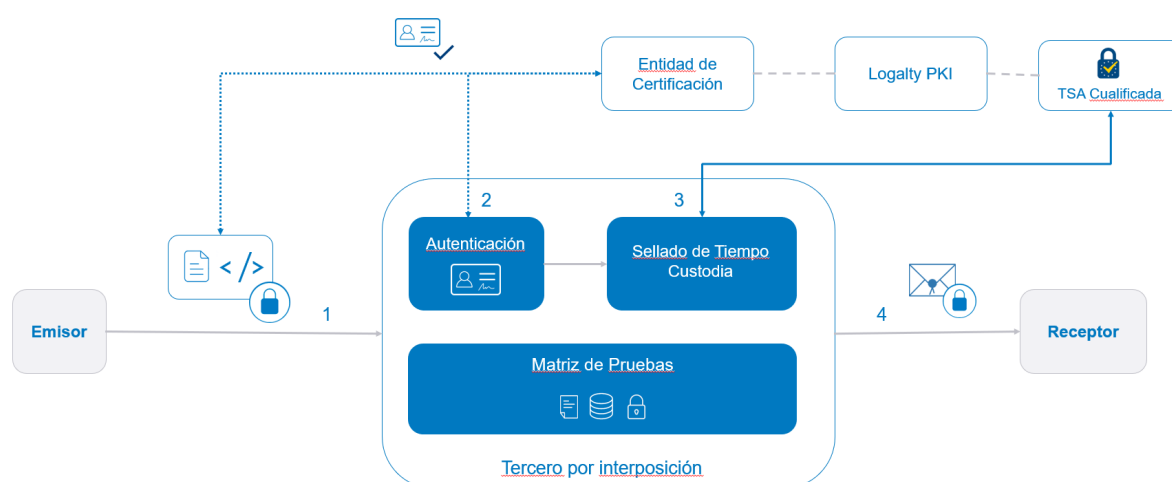 Entidad de
Certificación
Logalty PKI
TSA Cualificada
2
3
Autenticación
Sellado de Tiempo
Custodia
</>
Emisor
1
4
Receptor
Matriz de Pruebas
Tercero por interposición